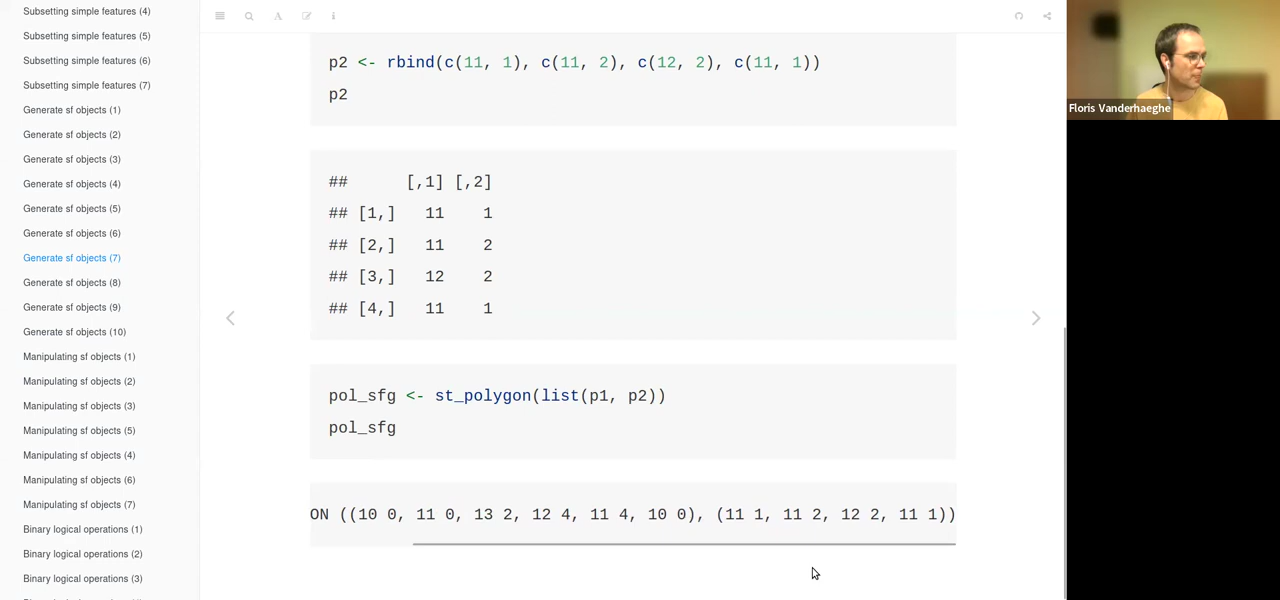 Subsetting simple features (4)
Subsetting simple features (5)
Subsetting simple features (6)
Subsetting simple features (7)
Generate sf objects (1)
Generate sf objects (2)
Generate sf objects (3)
Generate sf objects (4)
Generate sf objects (5)
Generate sf objects (6)
Generate sf objects (7)
Generate sf objects (8)
Generate sf objects (9)
Generate sf objects (10)
Manipulating sf objects (1)
Manipulating sf objects (2)
Manipulating sf objects (3)
Manipulating sf objects (5)
Manipulating sf objects (4)
Manipulating sf objects (6)
Manipulating sf objects (7)
Binary logical operations (1)
Binary logical operations (2)
Binary logical operations (3)
p2 <- rbind(c(11, 1), c(11, 2), c(12, 2), c(11, 1))
p2
## [,1] [,2]
## [1,] 11 1
## [2,] 11 2
## [3,] 12 2
## [4,] 11 1
pol_sfg <- st_polygon(list(p1, p2))
pol_sfg
ON ((10 0, 11 0, 13 2, 12 4, 11 4, 10 0), (11 1, 11 2, 12 2, 11 1))
Floris Vanderhaeghe